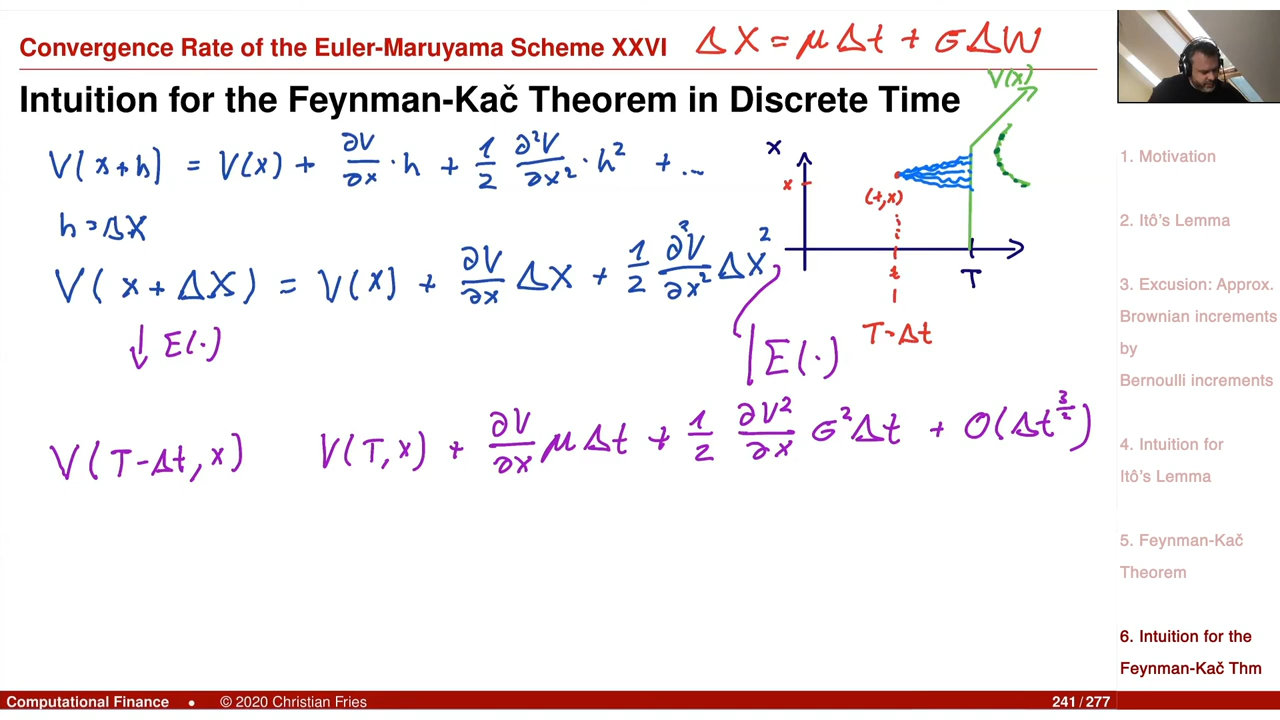 Convergence Rate of the Euler-Maruyama Scheme XXVI
ΔX = μΔt + σΔW
Intuition for the Feynman-Kač Theorem in Discrete Time
V(x+h) = V(x) + ∂V/∂x · h + 1/2 ∂²V/∂x² · h² + ...
h = ΔX
V(x + ΔX) = V(x) + ∂V/∂x ΔX + 1/2 ∂²V/∂x² ΔX²
↓ E(·)
| E(·)
V(T-Δt, x) V(T, x) + ∂V/∂x μΔt + 1/2 ∂V²/∂x σ²Δt + O(Δt^(3/2))
V(x)
x
x
(t,x)
t
T
T-Δt
1. Motivation
2. Itô’s Lemma
3. Excusion: Approx.
Brownian increments
by
Bernoulli increments
4. Intuition for
Itô’s Lemma
5. Feynman-Kač
Theorem
6. Intuition for the
Feynman-Kač Thm
Computational Finance • © 2020 Christian Fries
241 / 277